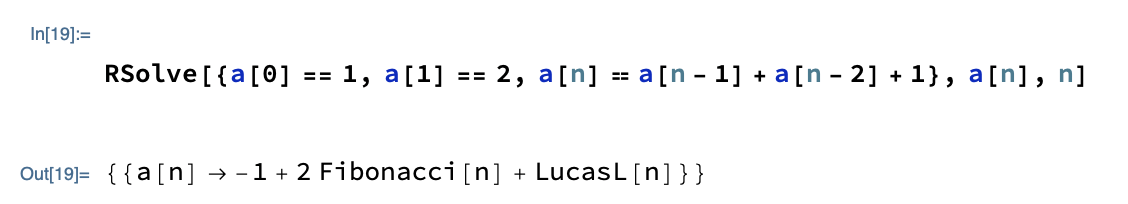 In[19]:=
RSolve[{a[0] == 1, a[1] == 2, a[n] == a[n - 1] + a[n - 2] + 1}, a[n], n]
Out[19]= {{a[n] → -1 + 2 Fibonacci[n] + LucasL[n]}}